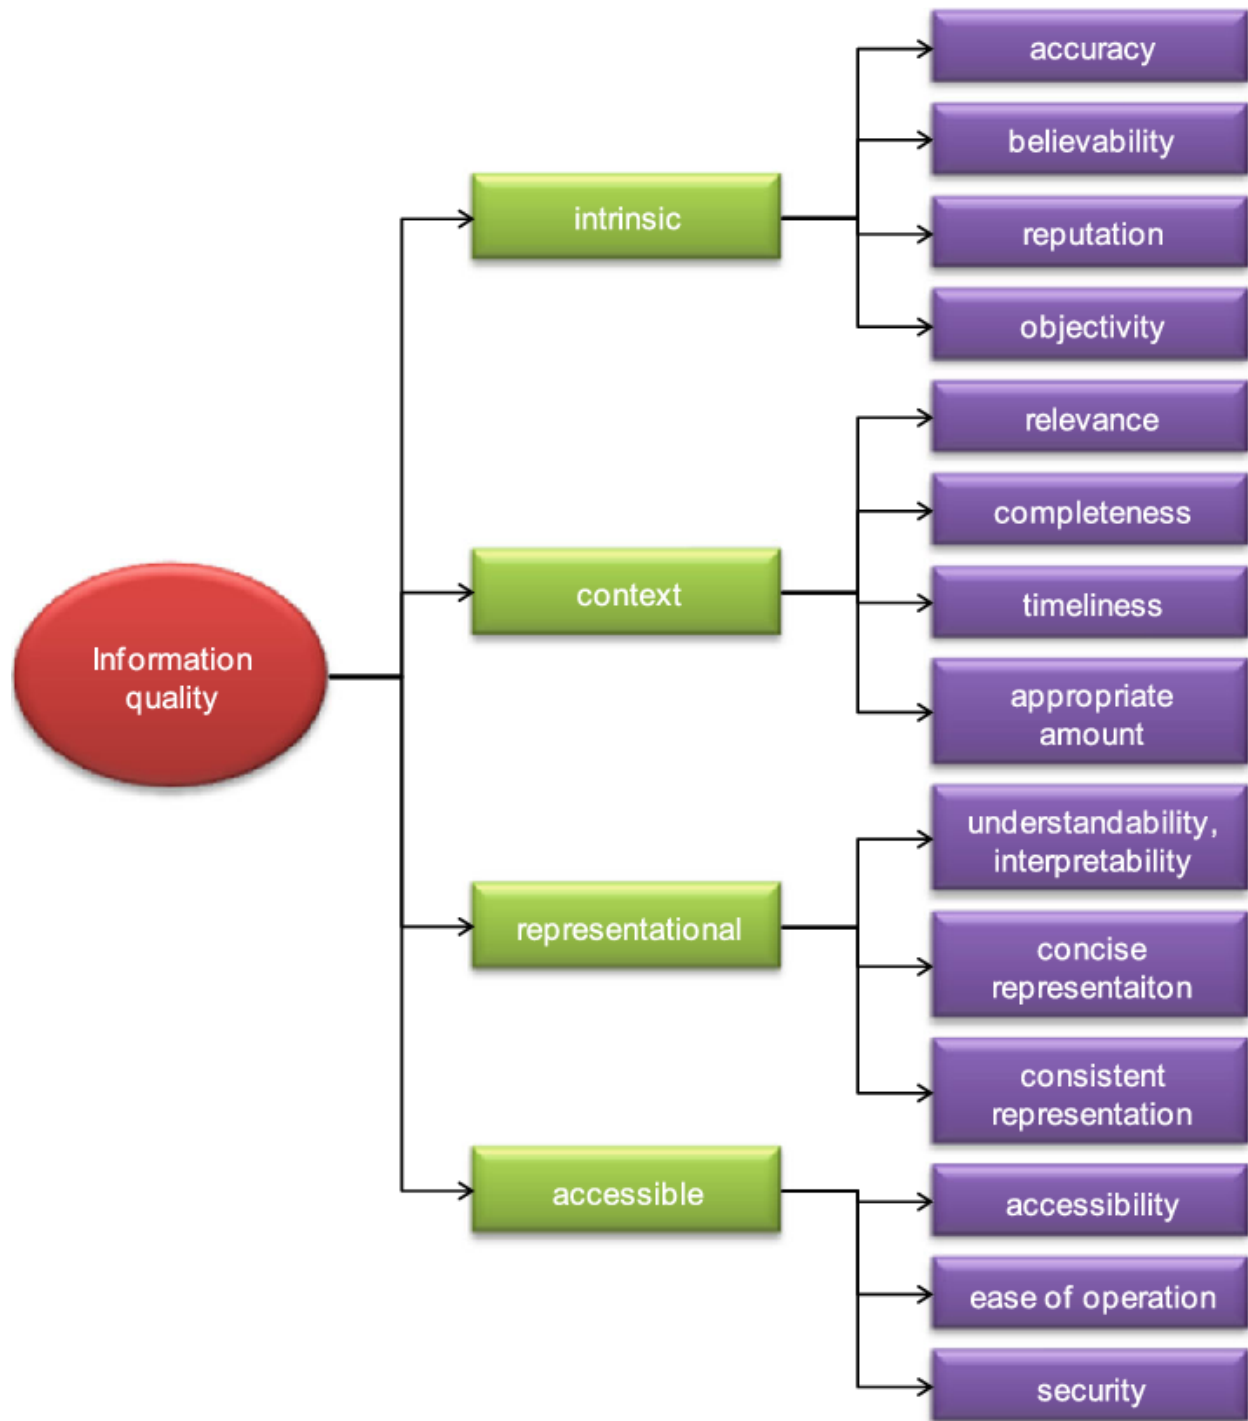 Information
quality
intrinsic
accuracy
believability
reputation
objectivity
context
relevance
completeness
timeliness
appropriate
amount
representational
understandability,
interpretability
concise
representaiton
consistent
representation
accessible
accessibility
ease of operation
security